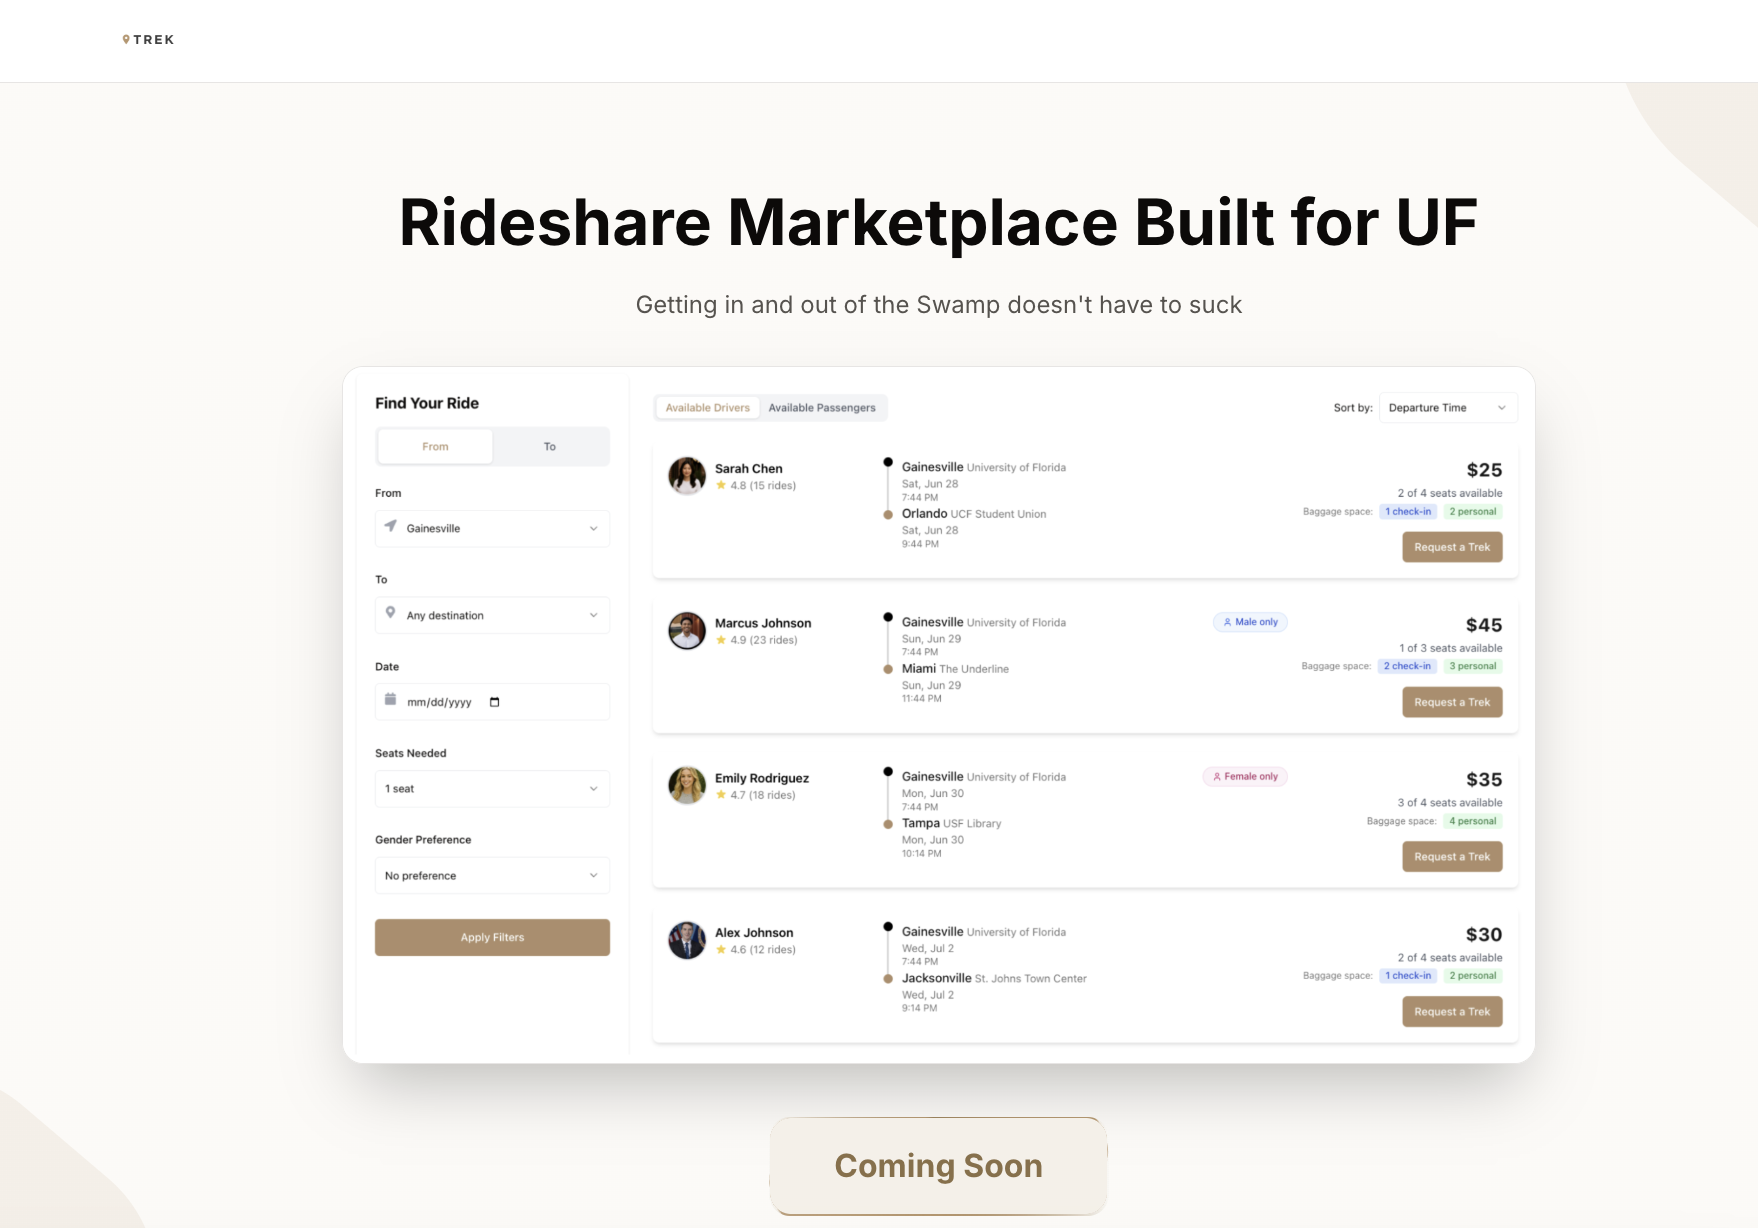 TREK
Rideshare Marketplace Built for UF
Getting in and out of the Swamp doesn't have to suck
Find Your Ride
From
To
From
Gainesville
To
Any destination
Date
mm/dd/yyyy
Seats Needed
1 seat
Gender Preference
No preference
Apply Filters
Available Drivers
Available Passengers
Sort by:
Departure Time
Sarah Chen
4.8 (15 rides)
Gainesville University of Florida
Sat, Jun 28
7:44 PM
Orlando UCF Student Union
Sat, Jun 28
9:44 PM
$25
2 of 4 seats available
Baggage space: 1 check-in 2 personal
Request a Trek
Marcus Johnson
4.9 (23 rides)
Gainesville University of Florida
Sun, Jun 29
7:44 PM
Miami The Underline
Sun, Jun 29
11:44 PM
Male only
$45
1 of 3 seats available
Baggage space: 2 check-in 3 personal
Request a Trek
Emily Rodriguez
4.7 (18 rides)
Gainesville University of Florida
Mon, Jun 30
7:44 PM
Tampa USF Library
Mon, Jun 30
10:14 PM
Female only
$35
3 of 4 seats available
Baggage space: 4 personal
Request a Trek
Alex Johnson
4.6 (12 rides)
Gainesville University of Florida
Wed, Jul 2
7:44 PM
Jacksonville St. Johns Town Center
Wed, Jul 2
9:14 PM
$30
2 of 4 seats available
Baggage space: 1 check-in 2 personal
Request a Trek
Coming Soon